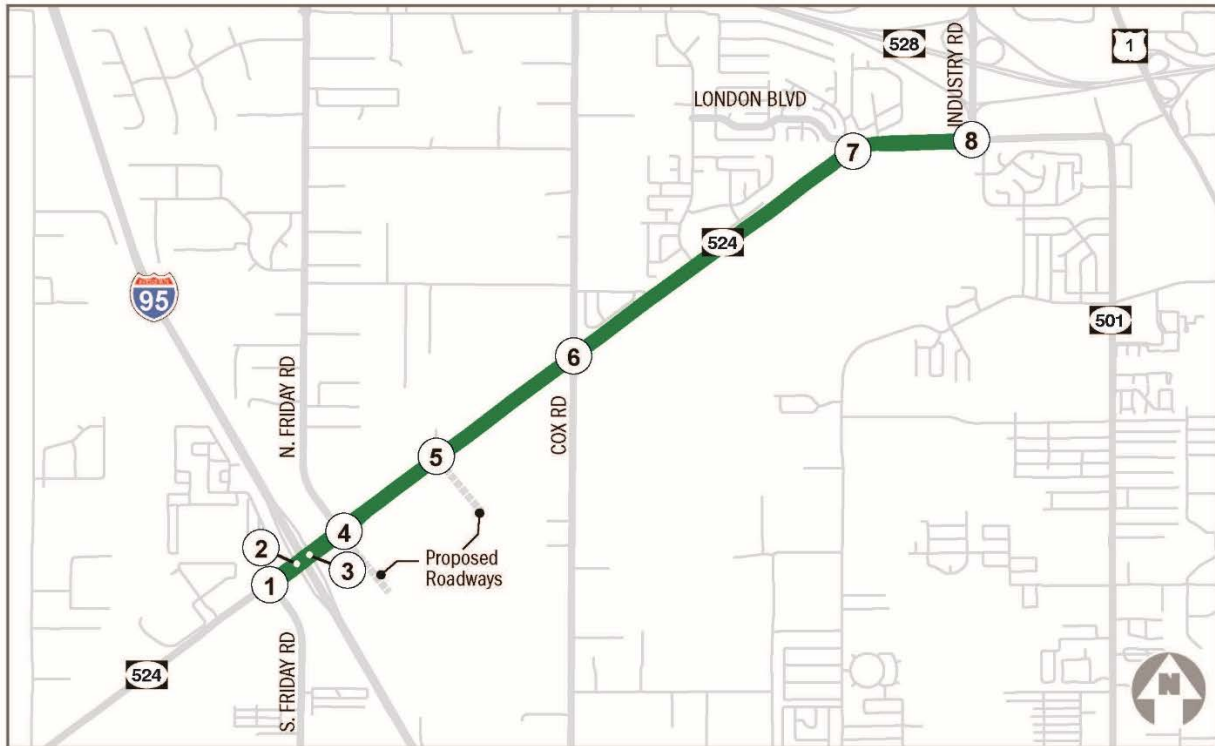 528
1
INDUSTRY RD
LONDON BLVD
8
7
524
95
501
6
N. FRIDAY RD
COX RD
5
4
2
3
Proposed
Roadways
1
S. FRIDAY RD
524
N